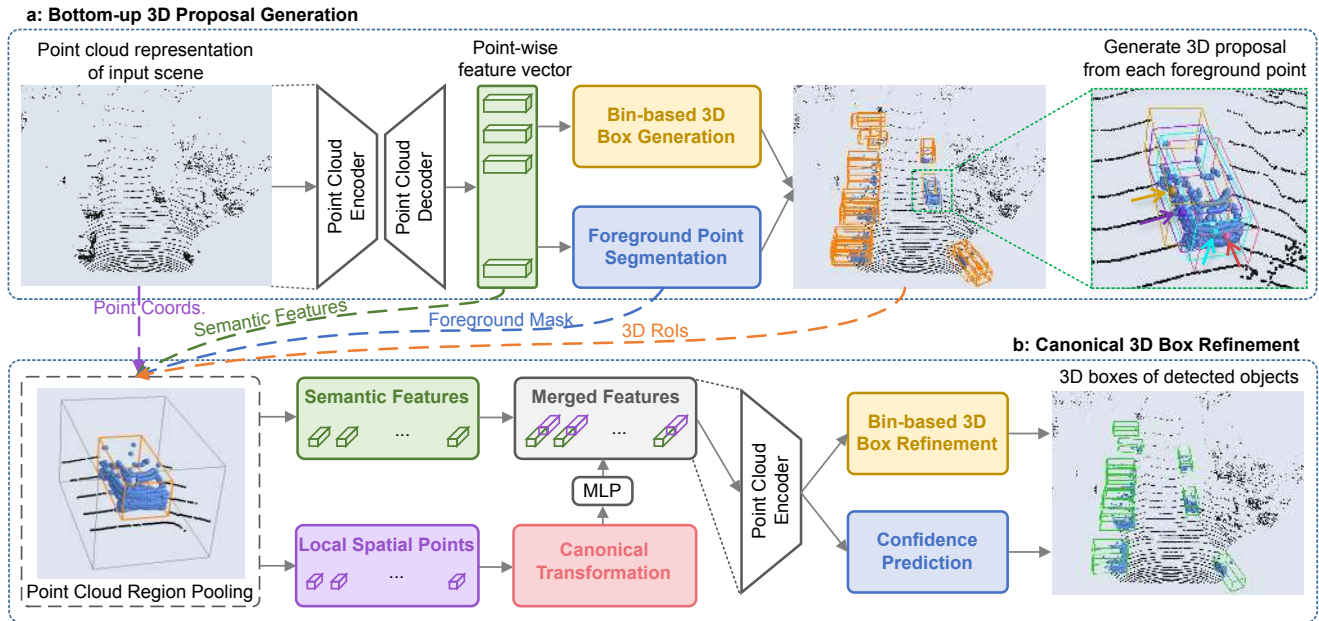 a: Bottom-up 3D Proposal Generation
Point cloud representation
of input scene
Point-wise
feature vector
Generate 3D proposal
from each foreground point
Point Cloud
Encoder
Point Cloud
Decoder
Bin-based 3D
Box Generation
Foreground Point
Segmentation
Point Coords.
Semantic Features
Foreground Mask
3D RoIs
b: Canonical 3D Box Refinement
Point Cloud Region Pooling
Semantic Features
...
Merged Features
...
MLP
Local Spatial Points
...
Canonical
Transformation
Point Cloud
Encoder
Bin-based 3D
Box Refinement
Confidence
Prediction
3D boxes of detected objects